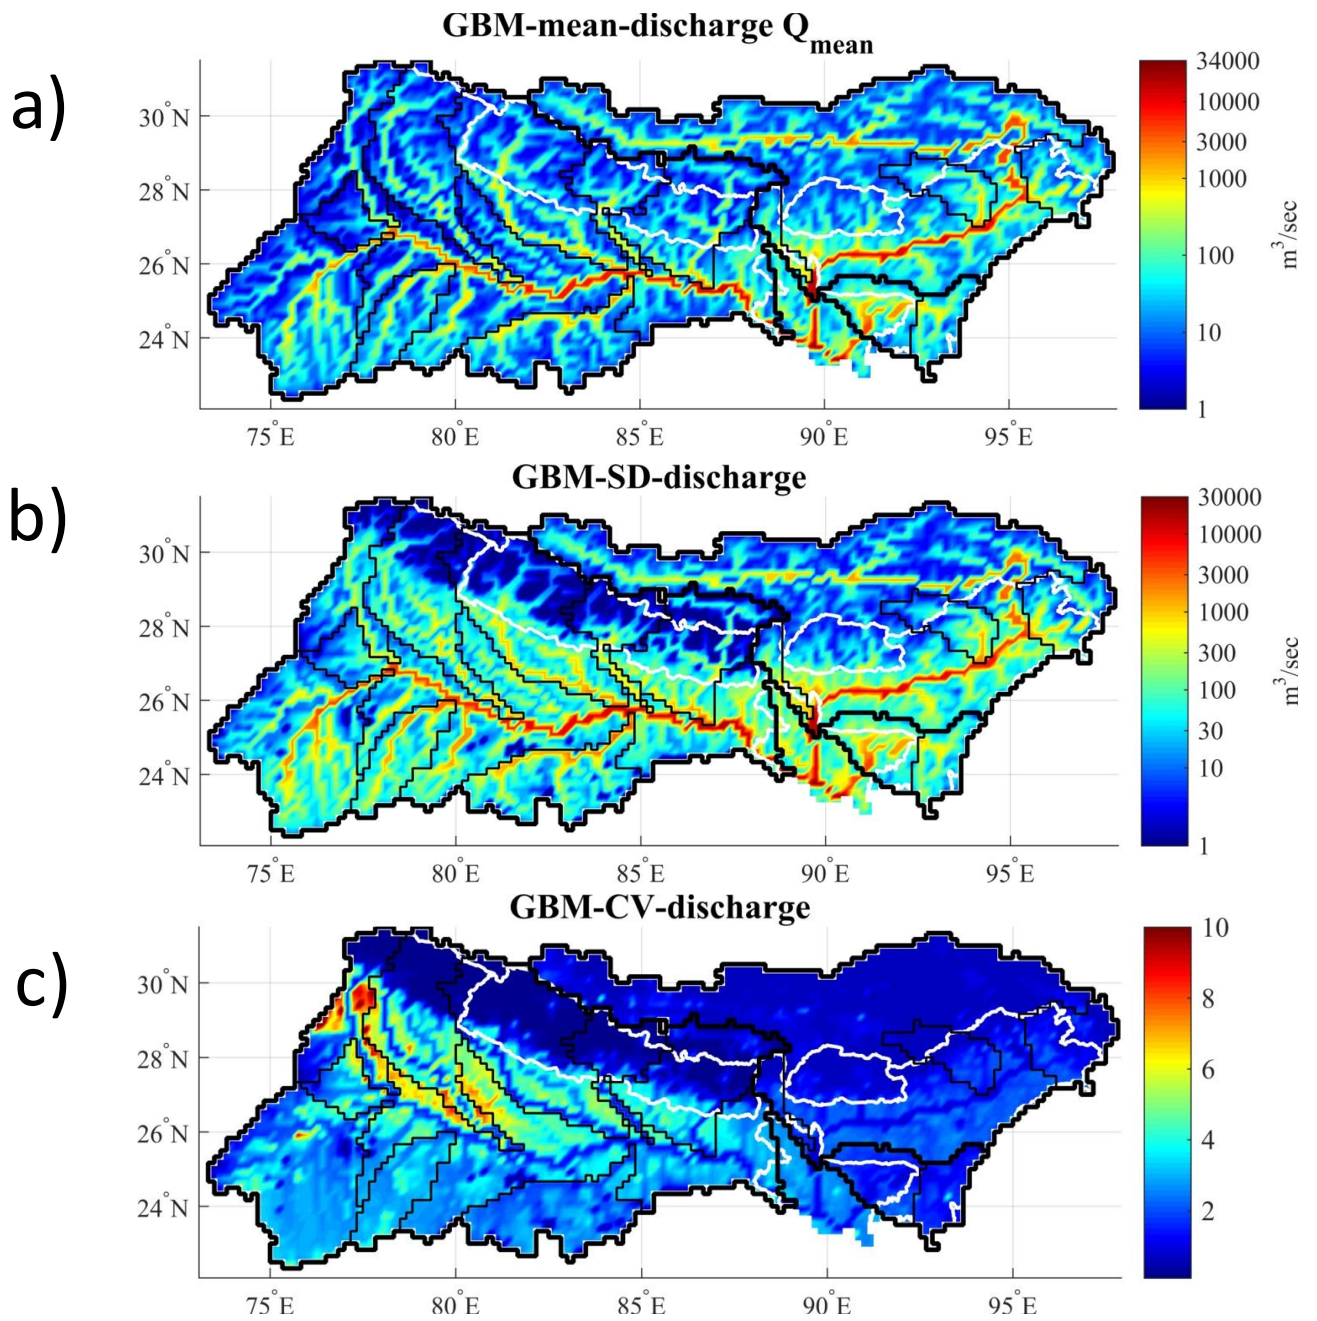 GBM-mean-discharge Qmean
a)
30°N
28°N
26°N
24°N
75°E 80°E 85°E 90°E 95°E
34000
10000
3000
1000
100
10
1
m³/sec
GBM-SD-discharge
b)
30°N
28°N
26°N
24°N
75°E 80°E 85°E 90°E 95°E
30000
10000
3000
1000
300
100
30
10
1
m³/sec
GBM-CV-discharge
c)
30°N
28°N
26°N
24°N
75°E 80°E 85°E 90°E 95°E
10
8
6
4
2